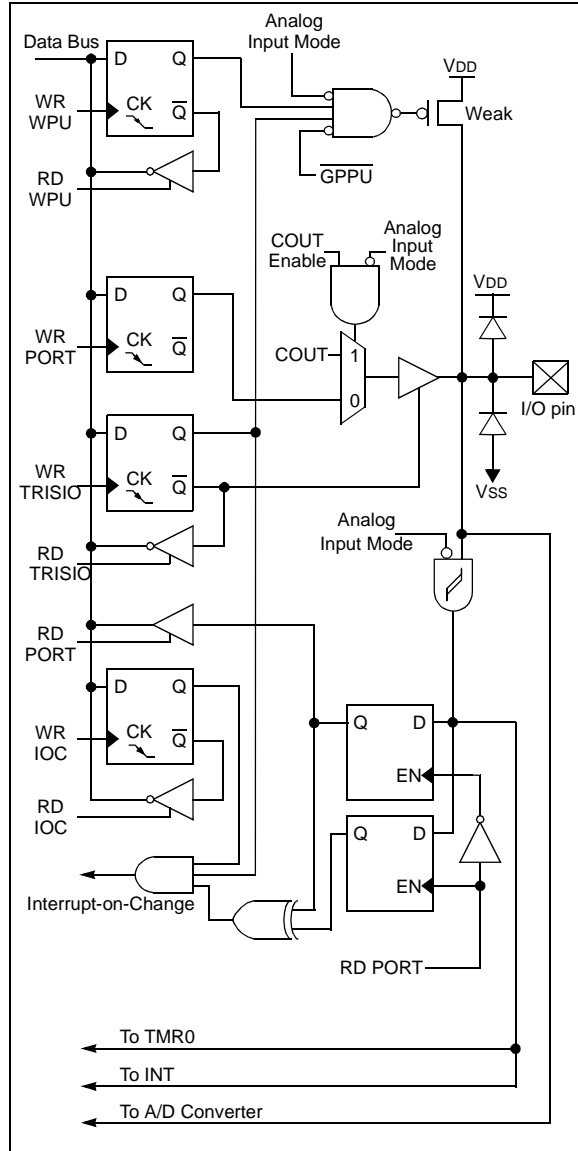 Analog
Input Mode
Data Bus
D Q
VDD
WR
WPU
CK
Q
Weak
RD
WPU
GPPU
COUT
Enable
Analog
Input
Mode
VDD
D Q
WR
PORT
CK
Q
COUT
1
0
I/O pin
D Q
WR
TRISIO
CK
Q
VSS
Analog
Input Mode
RD
TRISIO
RD
PORT
D Q
WR
IOC
CK
Q
Q D
EN
RD
IOC
Q D
EN
Interrupt-on-Change
RD PORT
To TMR0
To INT
To A/D Converter